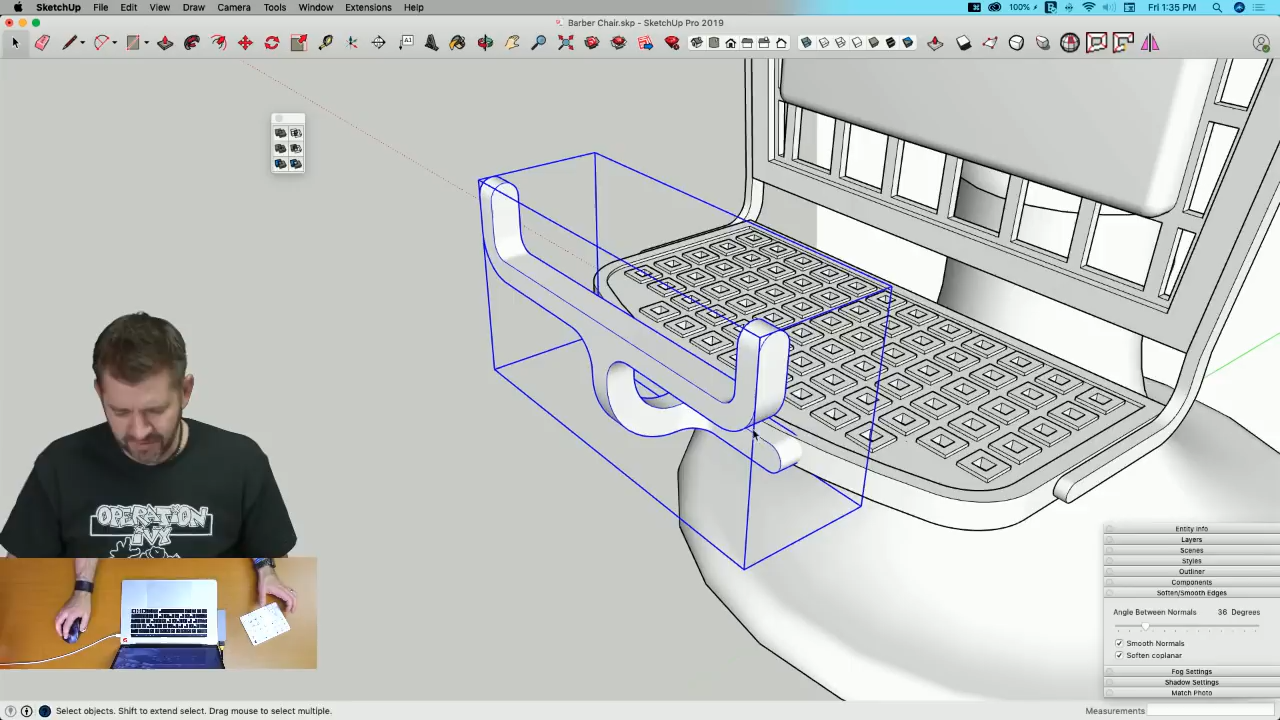 SketchUp File Edit View Draw Camera Tools Window Extensions Help
100% Fri 1:35 PM
Barber Chair.skp - SketchUp Pro 2019
OPERATION
IVY
Entity Info
Layers
Scenes
Styles
Outliner
Components
Soften/Smooth Edges
Angle Between Normals 36 Degrees
Smooth Normals
Soften coplanar
Fog Settings
Shadow Settings
Match Photo
Select objects. Shift to extend select. Drag mouse to select multiple.
Measurements